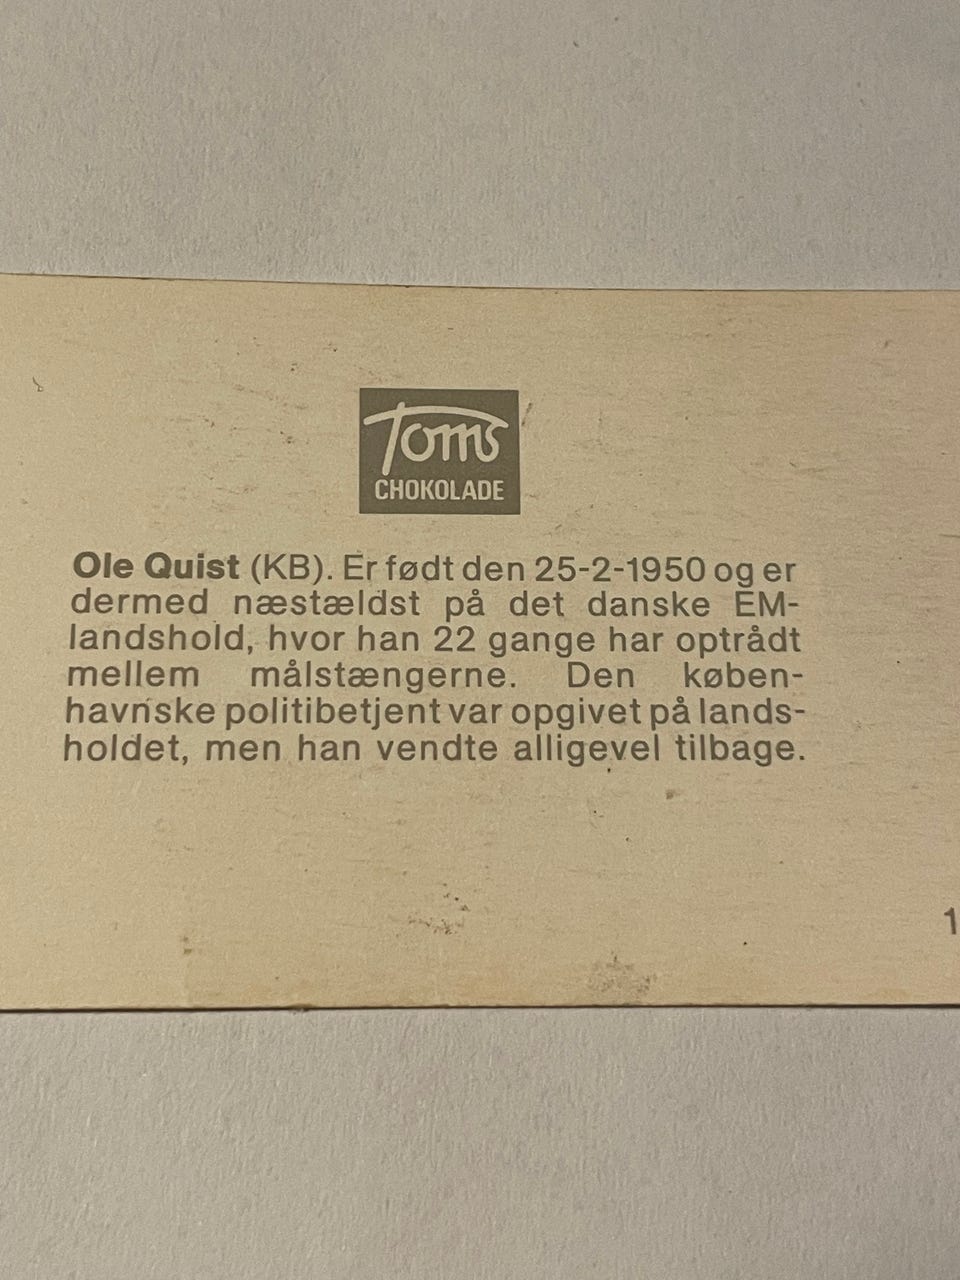 Toms
CHOKOLADE
Ole Quist (KB). Er født den 25-2-1950 og er
dermed næstældst på det danske EM-
landshold, hvor han 22 gange har optrådt
mellem målstængerne. Den køben-
havnske politibetjent var opgivet på lands-
holdet, men han vendte alligevel tilbage.
1